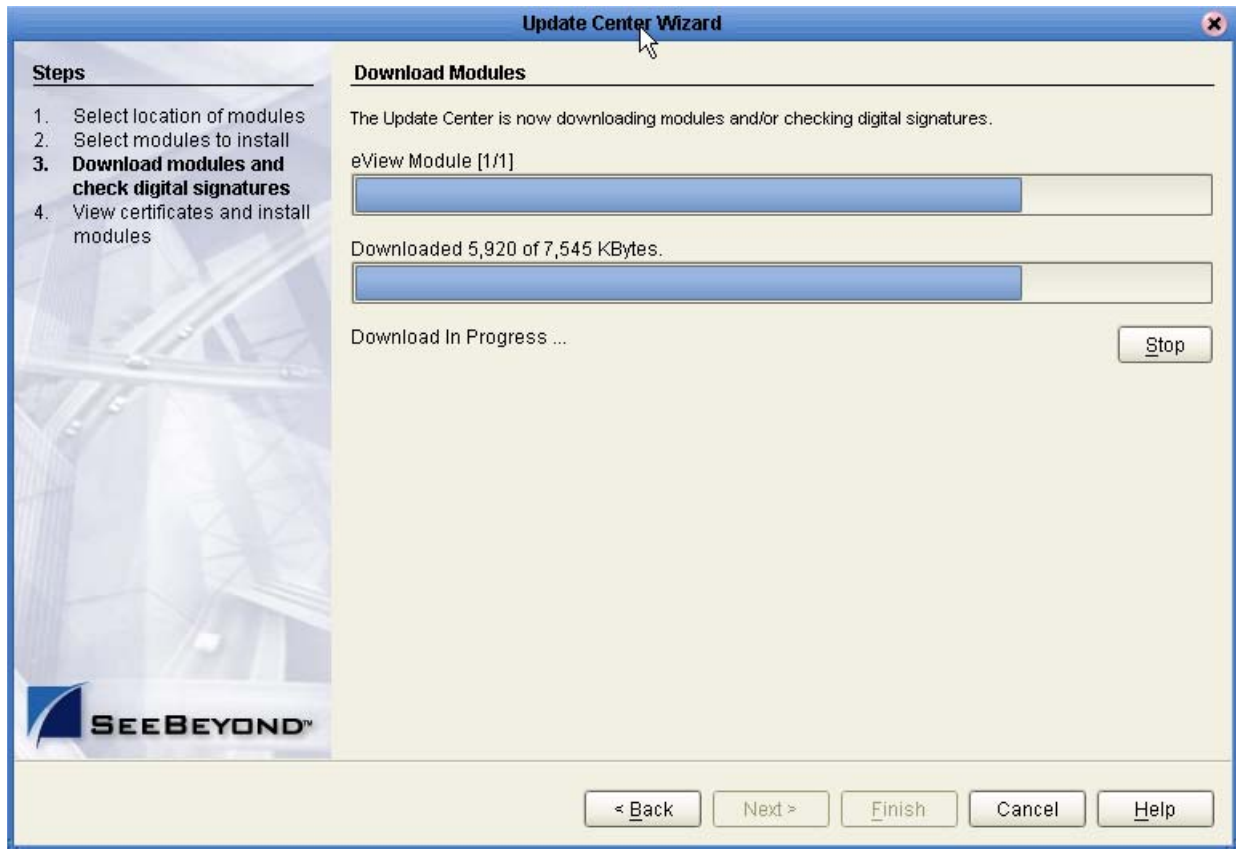 Update Center Wizard
Steps
1. Select location of modules
2. Select modules to install
3. Download modules and
check digital signatures
4. View certificates and install
modules
SEEBEYOND™
Download Modules
The Update Center is now downloading modules and/or checking digital signatures.
eView Module [1/1]
Downloaded 5,920 of 7,545 KBytes.
Download In Progress ...
Stop
< Back
Next >
Finish
Cancel
Help